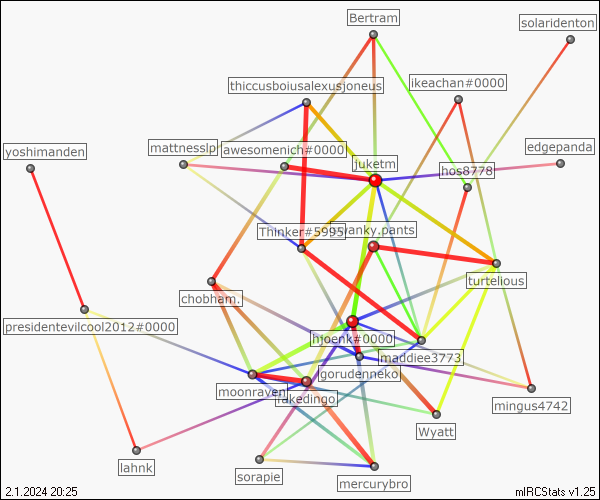 Bertram
solaridenton
thiccusboiusalexusjoneus
ikeachan#0000
mattnesslp
awesomenich#0000
juketm
edgepanda
yoshimanden
hos8778
Thinker#5995
wanky.pants
turtelious
chobham.
presidentevilcool2012#0000
hjoenk#0000
maddiee3773
gorudenneko
moonraven
fakedingo
mingus4742
Wyatt
lahnk
sorapie
mercurybro
2.1.2024 20:25
mIRCStats v1.25